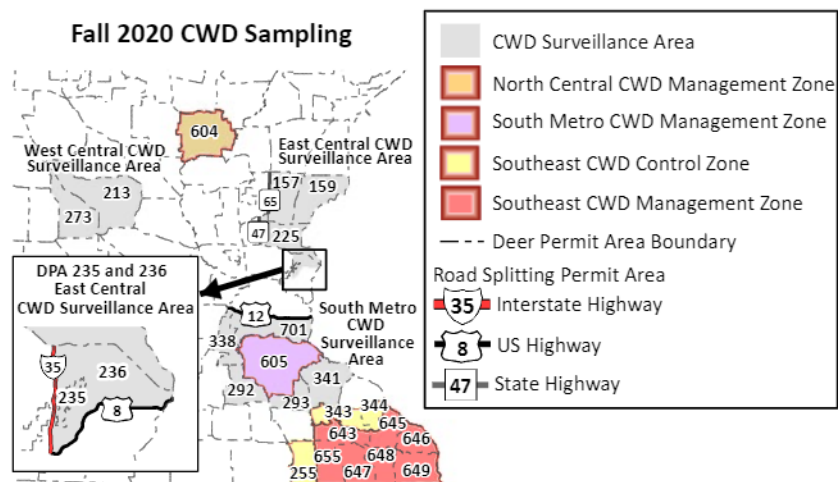 Fall 2020 CWD Sampling
604
West Central CWD
Surveillance Area
213
273
East Central CWD
Surveillance Area
157
159
65
47
225
DPA 235 and 236
East Central
CWD Surveillance Area
35
236
235
8
12
South Metro
CWD
Surveillance
Area
701
338
605
341
292
293
343
344
643
645
646
655
648
255
647
649
CWD Surveillance Area
North Central CWD Management Zone
South Metro CWD Management Zone
Southeast CWD Control Zone
Southeast CWD Management Zone
Deer Permit Area Boundary
Road Splitting Permit Area
35 Interstate Highway
8 US Highway
47 State Highway